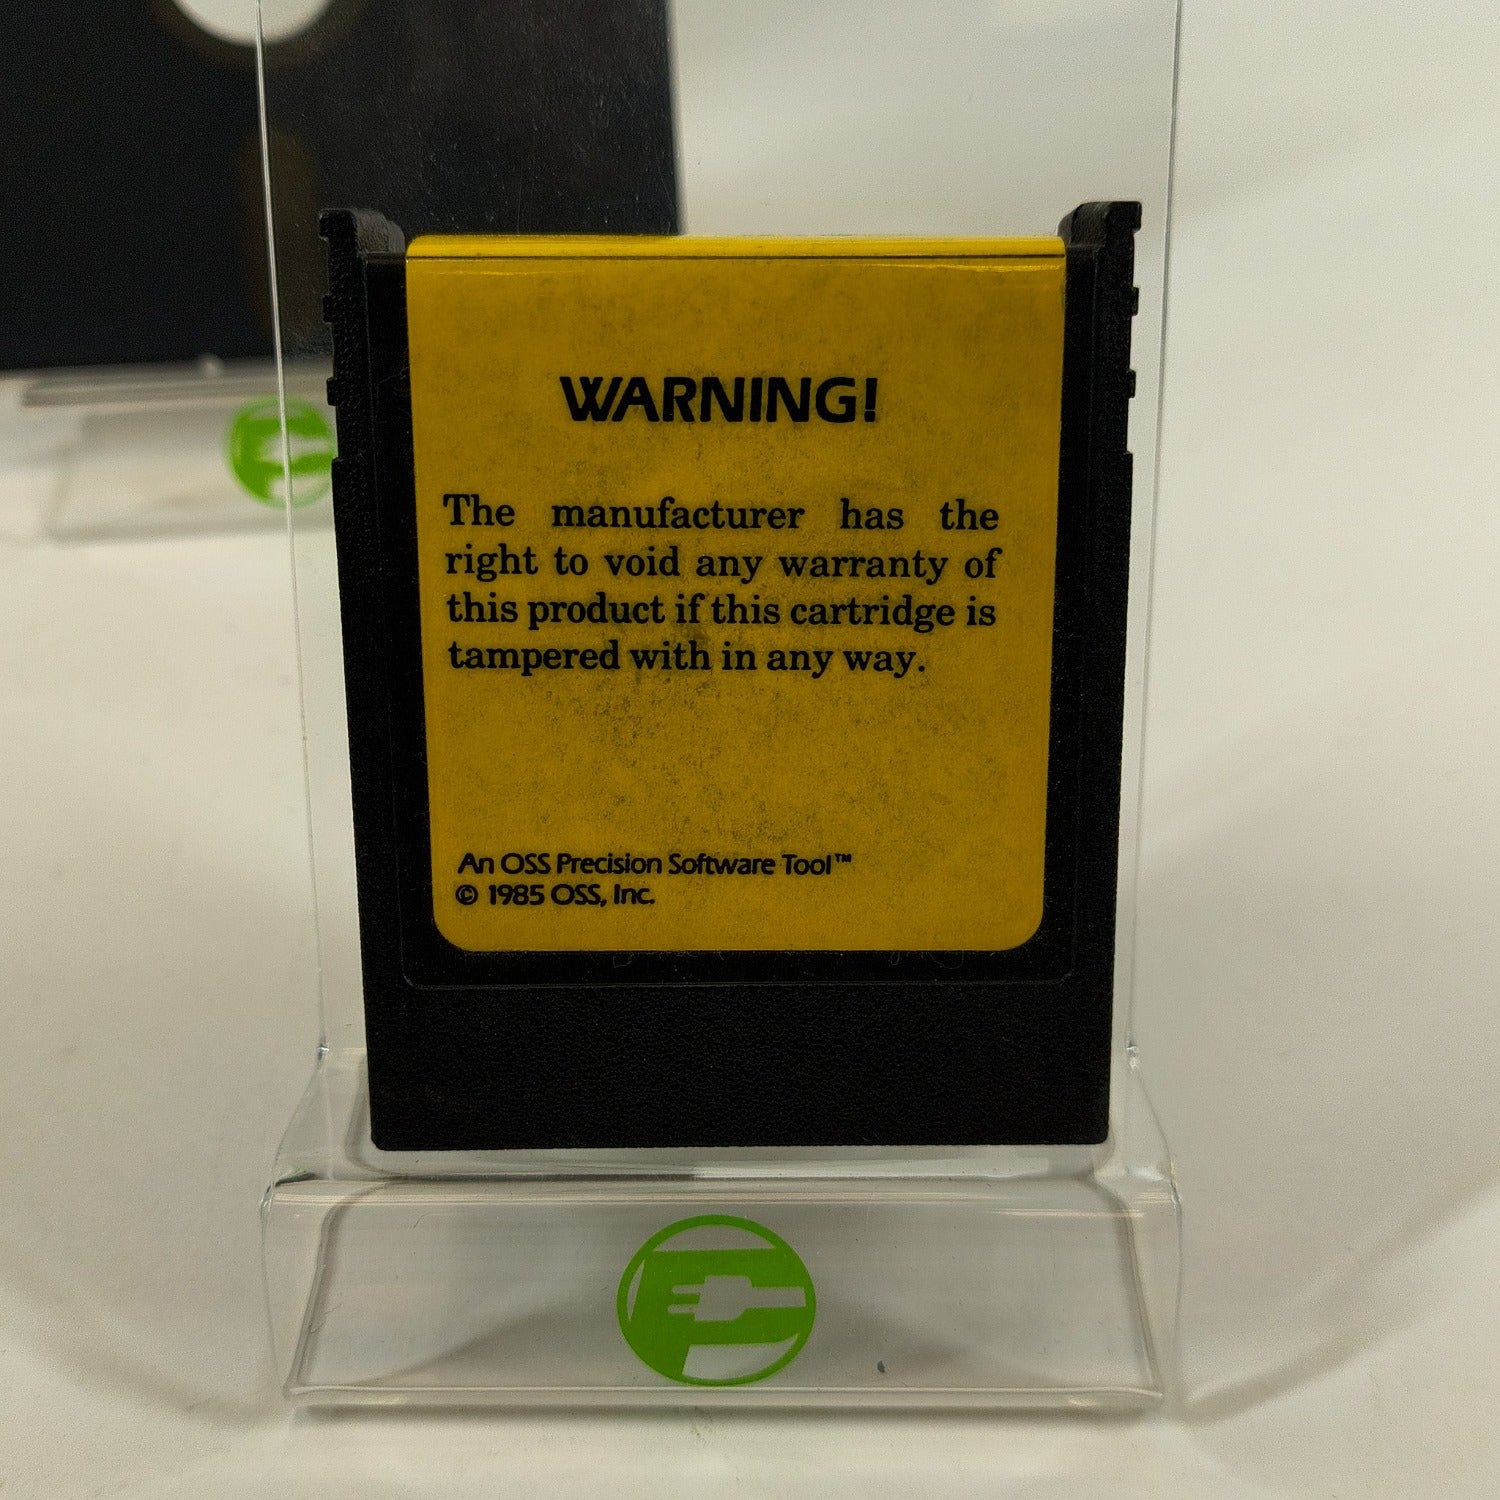 WARNING!
The manufacturer has the
right to void any warranty of
this product if this cartridge is
tampered with in any way.
An OSS Precision Software Tool™
© 1985 OSS, Inc.